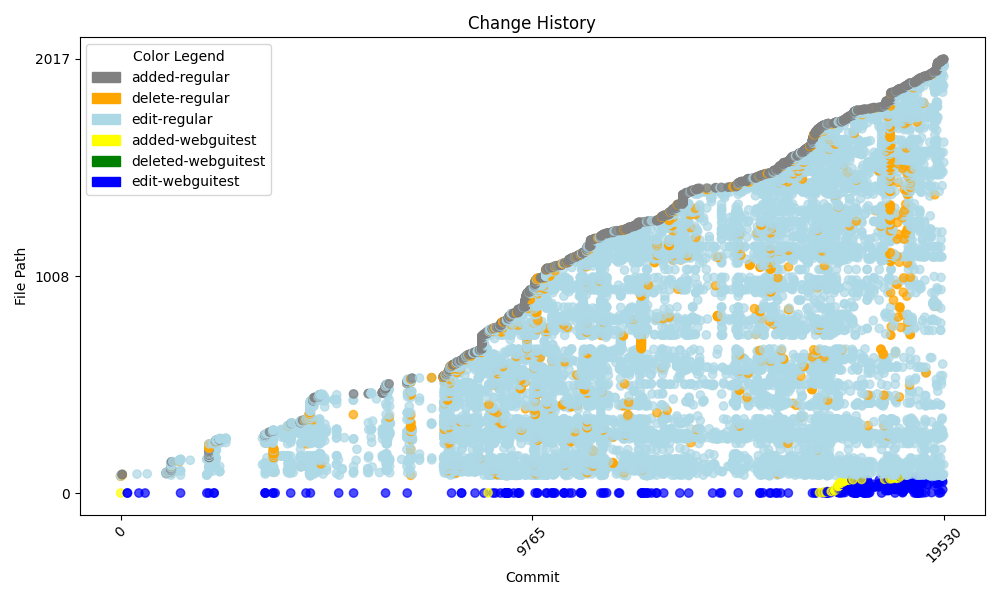 Change History
Color Legend
added-regular
delete-regular
edit-regular
added-webguitest
deleted-webguitest
edit-webguitest
2017
1008
0
File Path
0
9765
19530
Commit